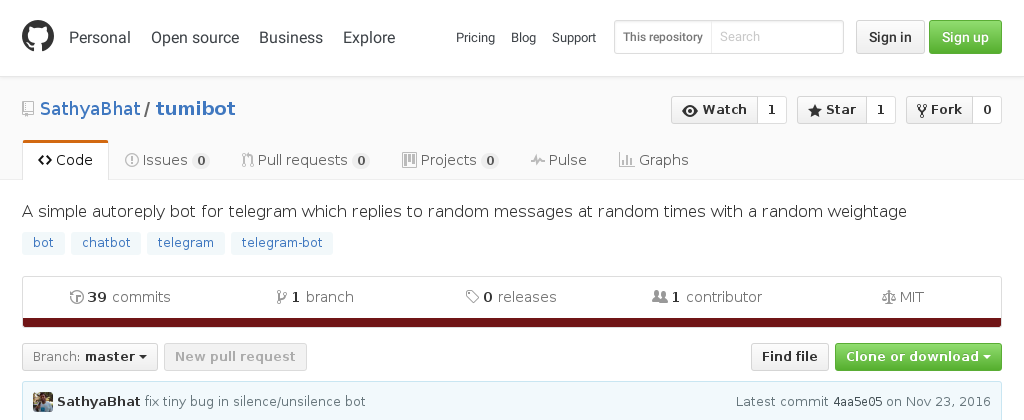 Personal Open source Business Explore Pricing Blog Support This repository Search Sign in Sign up
SathyaBhat / tumibot Watch 1 Star 1 Fork 0
Code Issues 0 Pull requests 0 Projects 0 Pulse Graphs
A simple autoreply bot for telegram which replies to random messages at random times with a random weightage
bot chatbot telegram telegram-bot
39 commits 1 branch 0 releases 1 contributor MIT
Branch: master New pull request Find file Clone or download
SathyaBhat fix tiny bug in silence/unsilence bot Latest commit 4aa5e05 on Nov 23, 2016